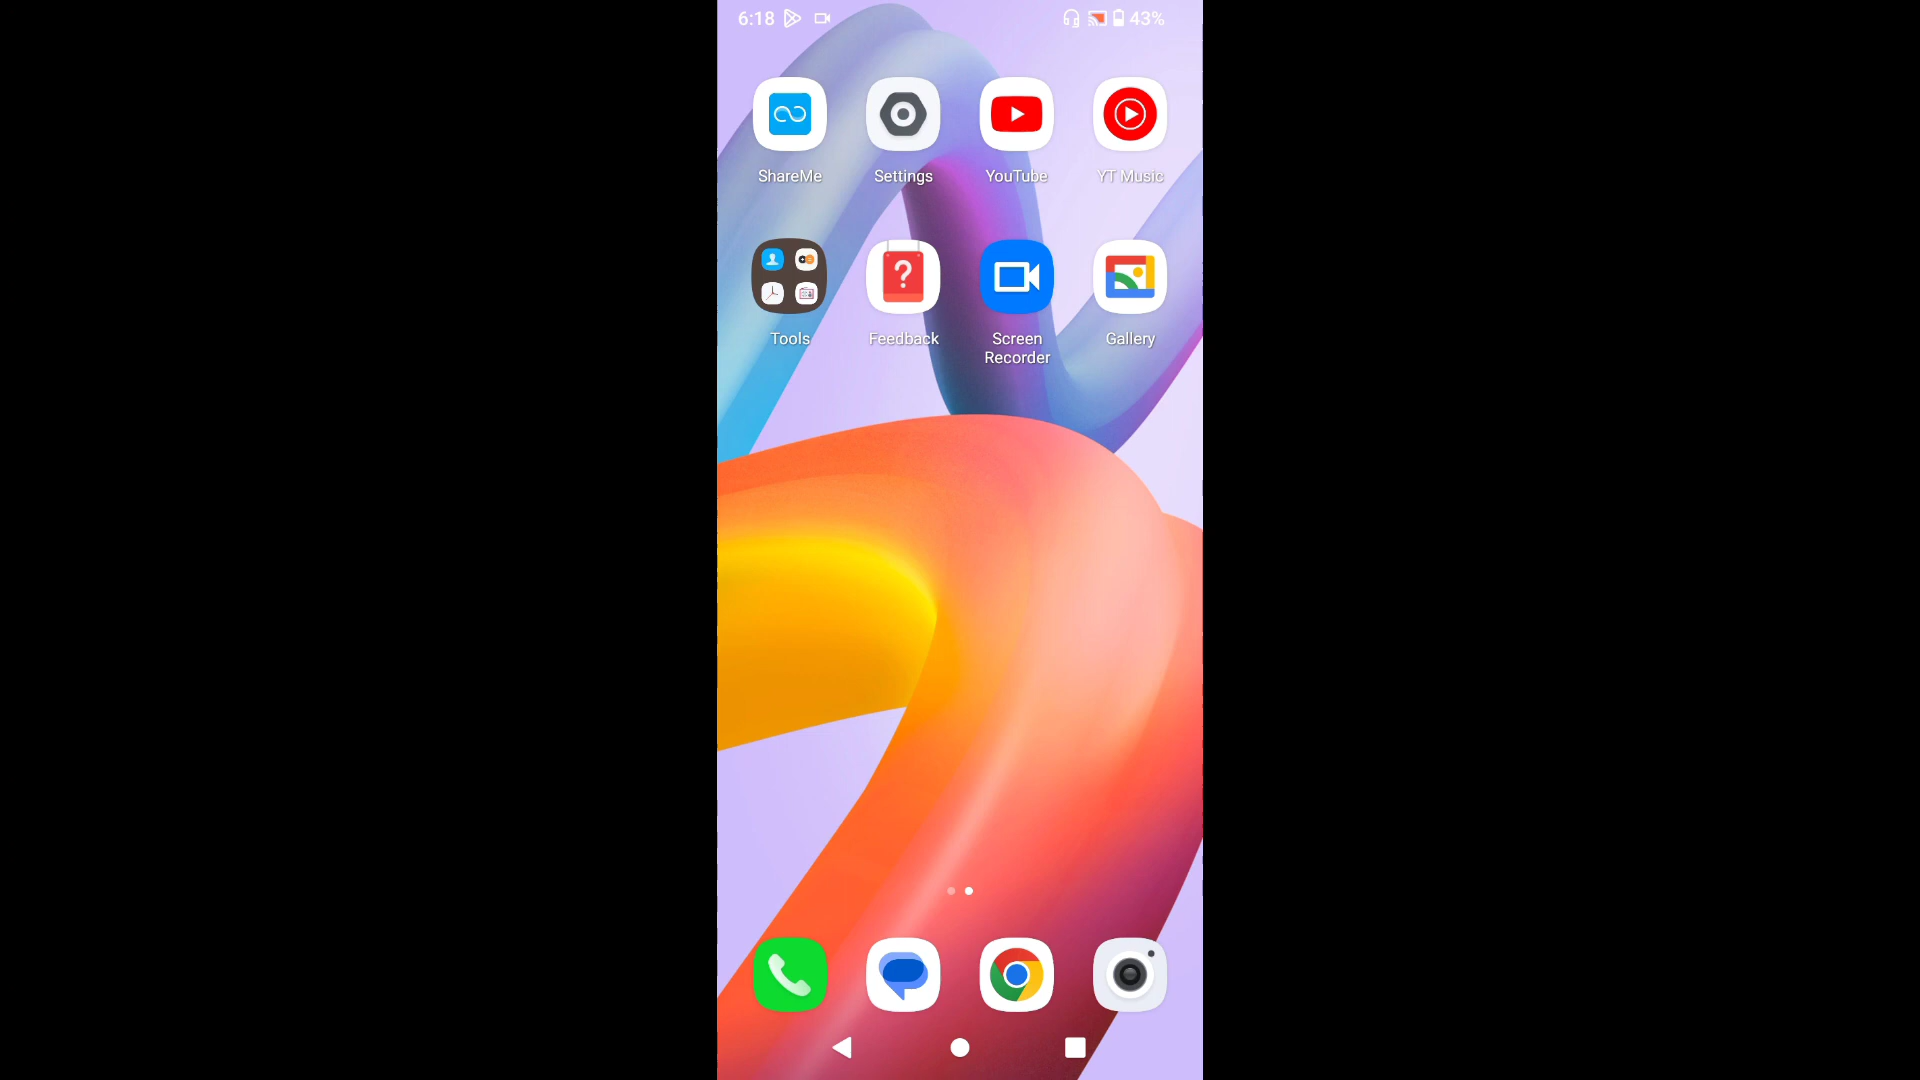 6:18
43%
ShareMe
Settings
YouTube
YT Music
Tools
Feedback
Screen
Recorder
Gallery